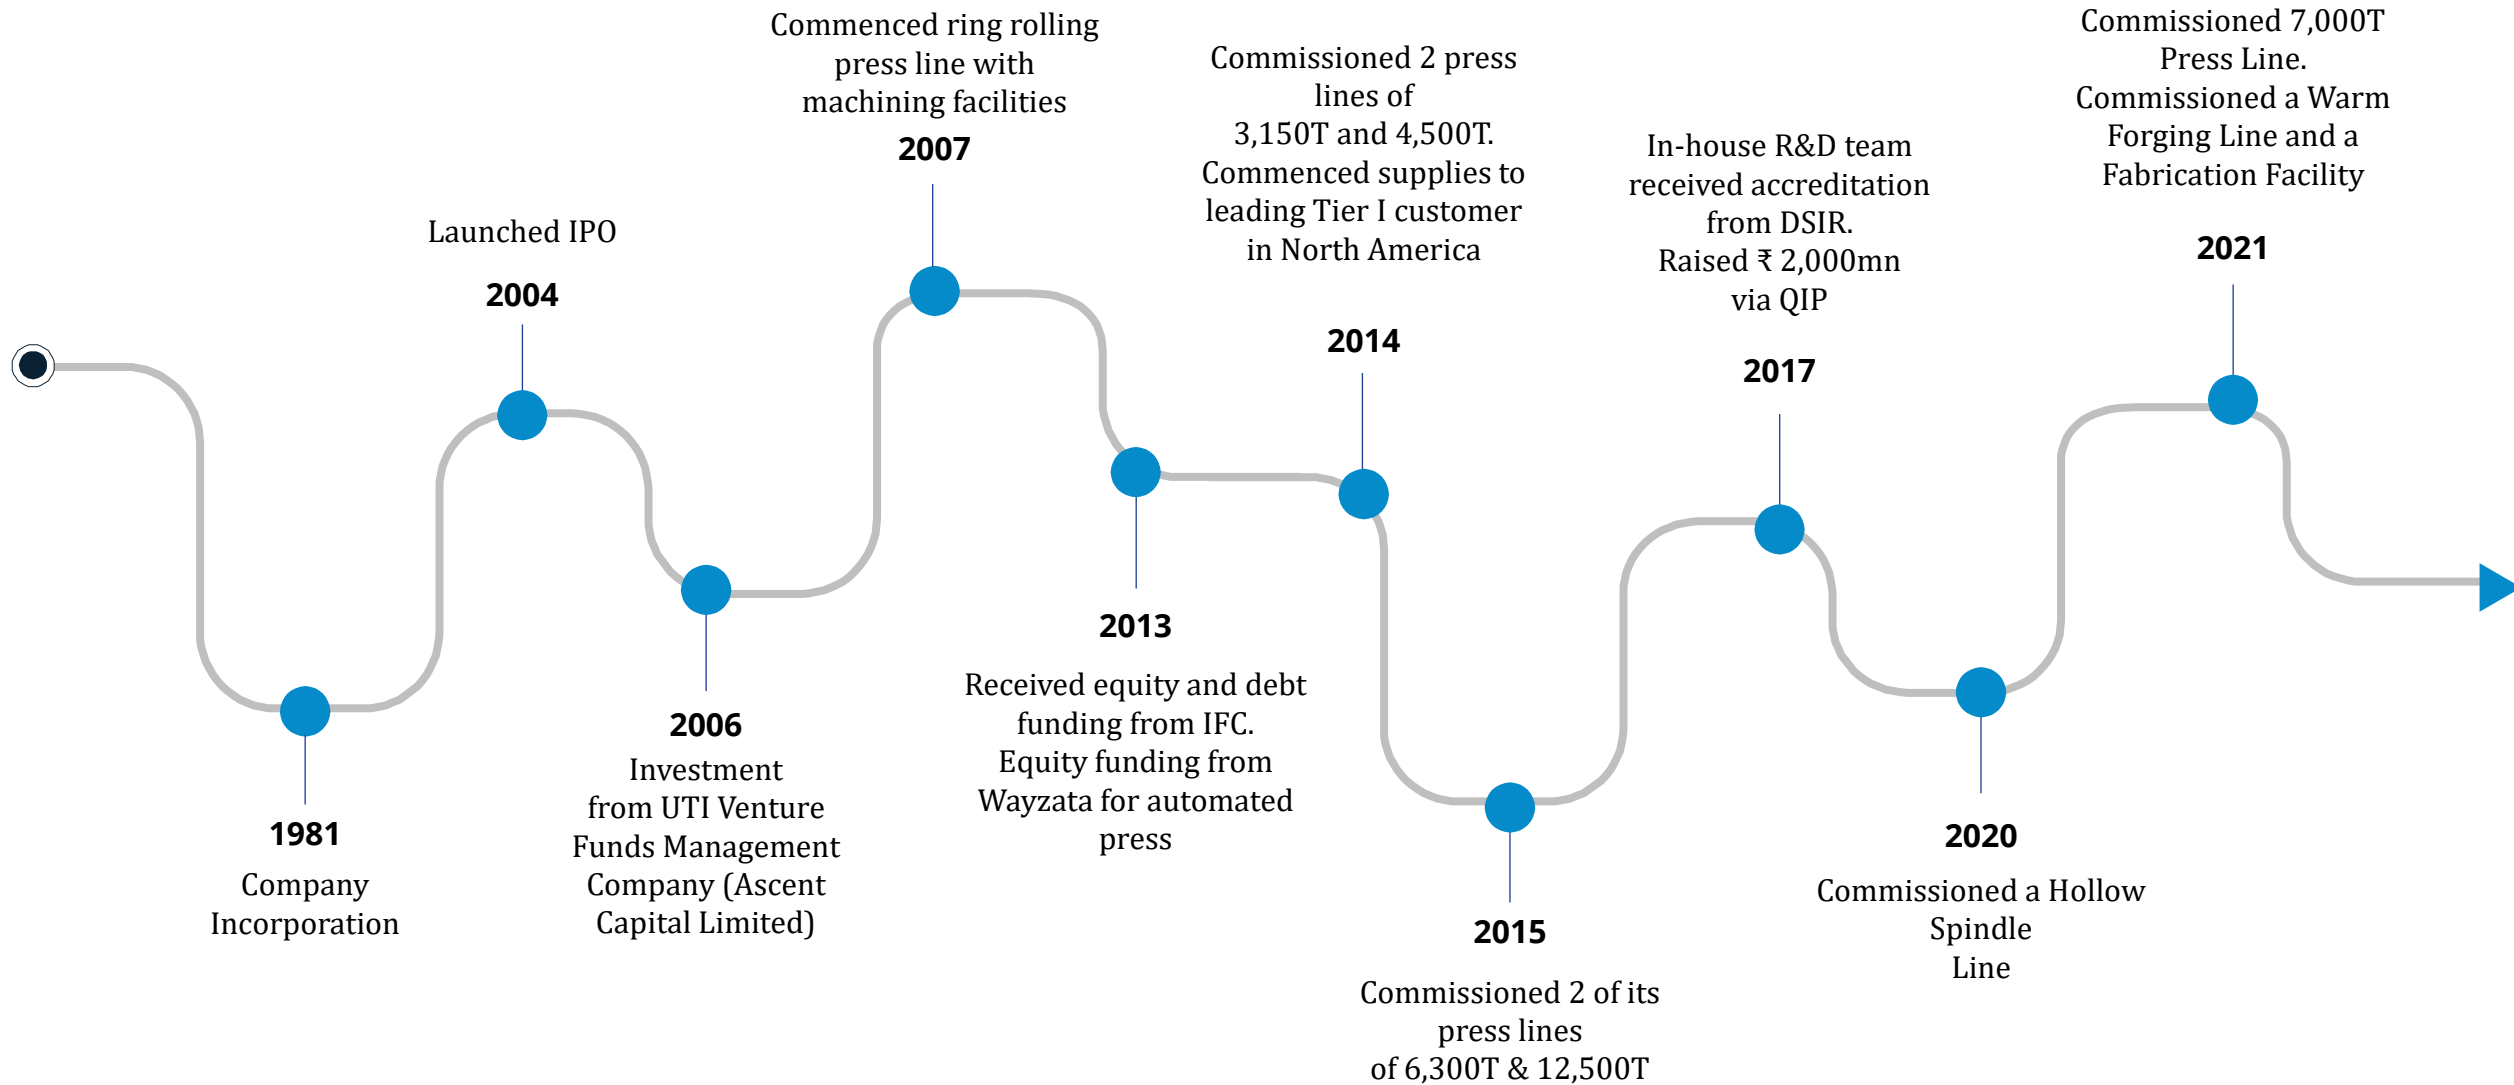 1981
Company
Incorporation
Launched IPO
2004
2006
Investment
from UTI Venture
Funds Management
Company (Ascent
Capital Limited)
Commenced ring rolling
press line with
machining facilities
2007
2013
Received equity and debt
funding from IFC.
Equity funding from
Wayzata for automated
press
Commissioned 2 press
lines of
3,150T and 4,500T.
Commenced supplies to
leading Tier I customer
in North America
2014
2015
Commissioned 2 of its
press lines
of 6,300T & 12,500T
In-house R&D team
received accreditation
from DSIR.
Raised ₹ 2,000mn
via QIP
2017
2020
Commissioned a Hollow
Spindle
Line
Commissioned 7,000T
Press Line.
Commissioned a Warm
Forging Line and a
Fabrication Facility
2021